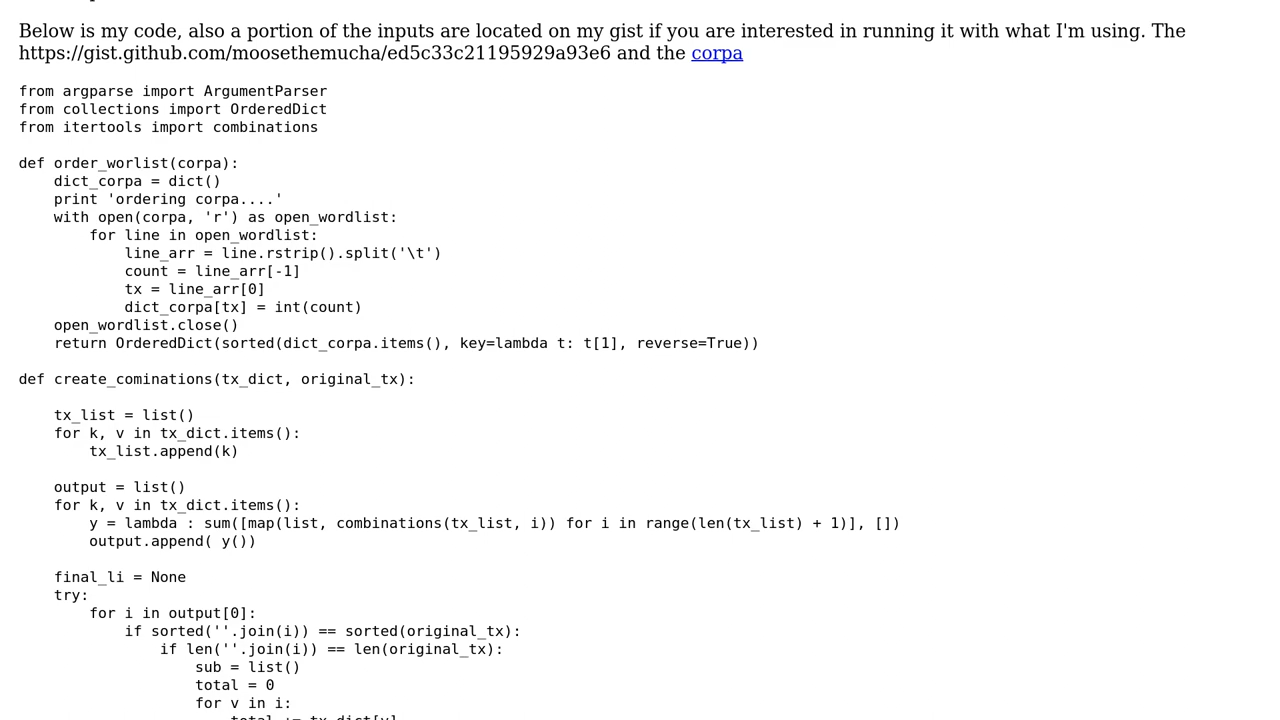 Below is my code, also a portion of the inputs are located on my gist if you are interested in running it with what I'm using. The
https://gist.github.com/moosethemucha/ed5c33c21195929a93e6 and the corpa
from argparse import ArgumentParser
from collections import OrderedDict
from itertools import combinations
def order_worlist(corpa):
    dict_corpa = dict()
    print 'ordering corpa....'
    with open(corpa, 'r') as open_wordlist:
        for line in open_wordlist:
            line_arr = line.rstrip().split('\t')
            count = line_arr[-1]
            tx = line_arr[0]
            dict_corpa[tx] = int(count)
    open_wordlist.close()
    return OrderedDict(sorted(dict_corpa.items(), key=lambda t: t[1], reverse=True))
def create_cominations(tx_dict, original_tx):
    tx_list = list()
    for k, v in tx_dict.items():
        tx_list.append(k)
    output = list()
    for k, v in tx_dict.items():
        y = lambda : sum([map(list, combinations(tx_list, i)) for i in range(len(tx_list) + 1)], [])
        output.append( y())
    final_li = None
    try:
        for i in output[0]:
            if sorted(''.join(i)) == sorted(original_tx):
                if len(''.join(i)) == len(original_tx):
                    sub = list()
                    total = 0
                    for v in i:
                        total += tx_dict[v]